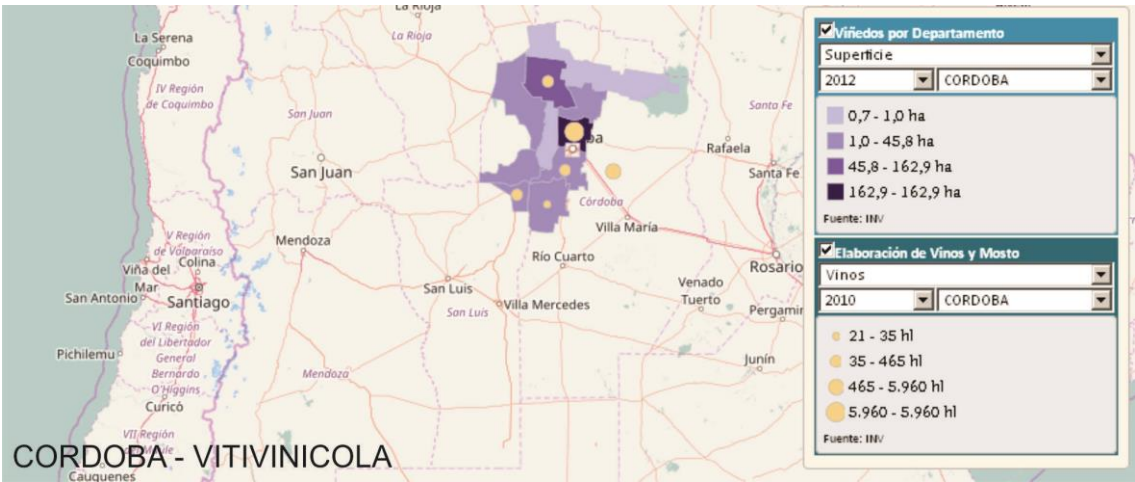 La Rioja
La Serena
Coquimbo
La Rioja
IV Región
de Coquimbo
San Juan
Santa Fe
Rafaela
San Juan
Santa Fe
Córdoba
Villa María
V Región
de Valparaíso
Mendoza
Viña del
Mar
Colina
Río Cuarto
Rosario
San Antonio
Santiago
San Luis
Venado
Tuerto
San Luis
Villa Mercedes
Pergamin
VI Región
del Libertador
General
Bernardo
O'Higgins
Pichilemu
Junín
Mendoza
Curicó
VII Región
CORDOBA - VITIVINICOLA
Cauquenes
Viñedos por Departamento
Superficie
2012 CORDOBA
0,7 - 1,0 ha
1,0 - 45,8 ha
45,8 - 162,9 ha
162,9 - 162,9 ha
Fuente: INV
Elaboración de Vinos y Mosto
Vinos
2010 CORDOBA
21 - 35 hl
35 - 465 hl
465 - 5.960 hl
5.960 - 5.960 hl
Fuente: INV